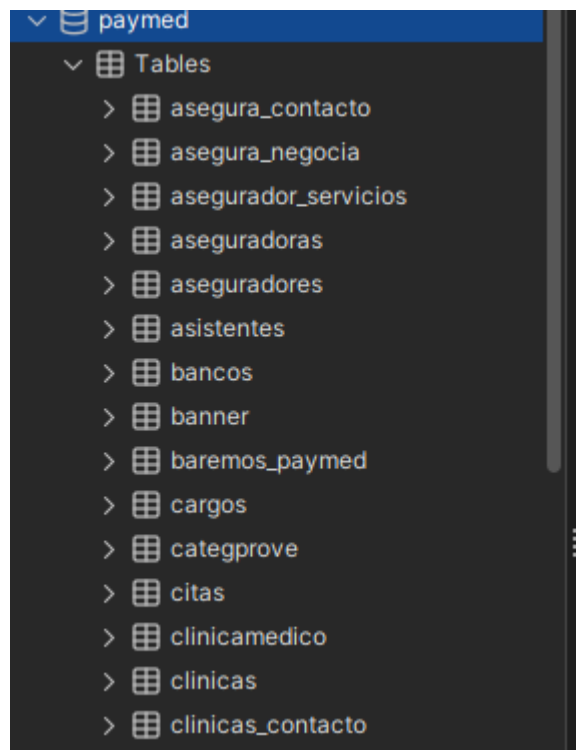 paymed
Tables
asegura_contacto
asegura_negocia
asegurador_servicios
aseguradoras
aseguradores
asistentes
bancos
banner
baremos_paymed
cargos
categprove
citas
clinicamedico
clinicas
clinicas_contacto